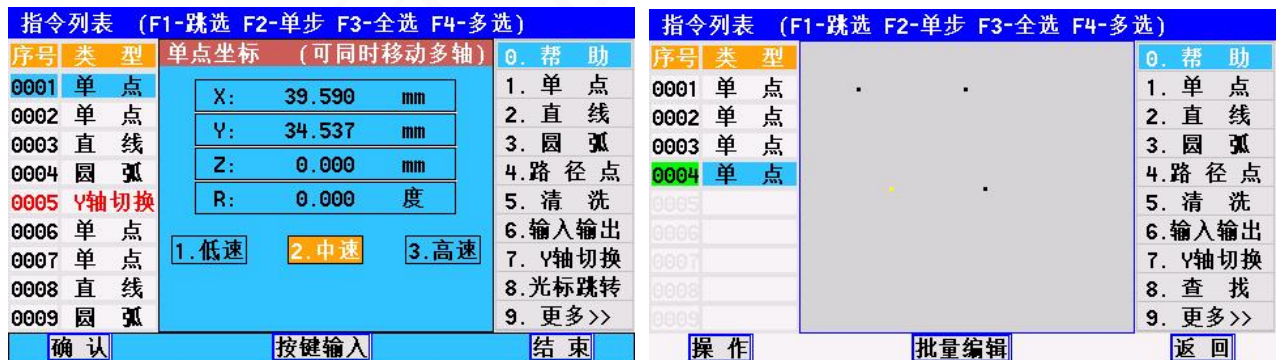 指令列表 (F1-跳选 F2-单步 F3-全选 F4-多选)
序号 类 型 单点坐标 (可同时移动多轴) 0. 帮 助
0001 单 点 X: 39.590 mm 1. 单 点
0002 单 点 Y: 34.537 mm 2. 直 线
0003 直 线 3. 圆 弧
0004 圆 弧 Z: 0.000 mm 4.路 径 点
0005 Y轴切换 R: 0.000 度 5. 清 洗
0006 单 点 6.输入输出
0007 单 点 1.低速 2.中速 3.高速 7. Y轴切换
0008 直 线 8.光标跳转
0009 圆 弧 9. 更多>>
确 认 按键输入 结 束
指令列表 (F1-跳选 F2-单步 F3-全选 F4-多选)
序号 类 型 0. 帮 助
0001 单 点 1. 单 点
0002 单 点 2. 直 线
0003 单 点 3. 圆 弧
0004 单 点 4.路 径 点
0005 5. 清 洗
0006 6.输入输出
0007 7. Y轴切换
0008 8. 查 找
0009 9. 更多>>
操 作 批量编辑 返 回